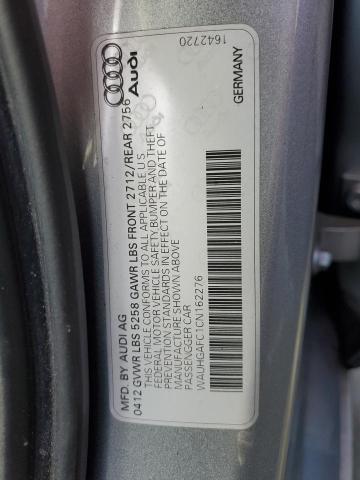 MFD. BY AUDI AG
0412 GVWR LBS 5258 GAWR LBS FRONT 2712/REAR 2756
THIS VEHICLE CONFORMS TO ALL APPLICABLE U.S.
FEDERAL MOTOR VEHICLE SAFETY BUMPER AND THEFT
PREVENTION STANDARDS IN EFFECT ON THE DATE OF
MANUFACTURE SHOWN ABOVE
PASSENGER CAR
WAUHGAFC1CN162276
Audi
1642720
GERMANY